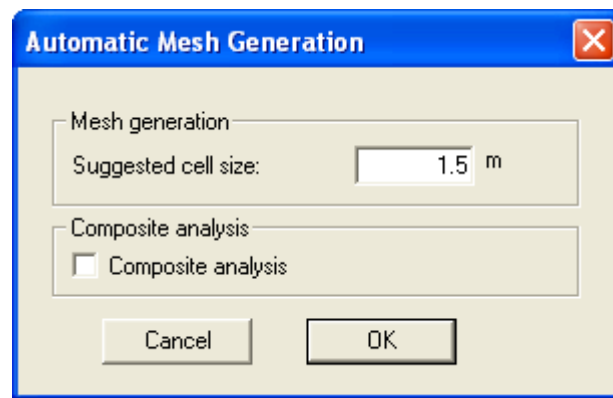 Automatic Mesh Generation
Mesh generation
Suggested cell size: 1.5 m
Composite analysis
Composite analysis
Cancel OK